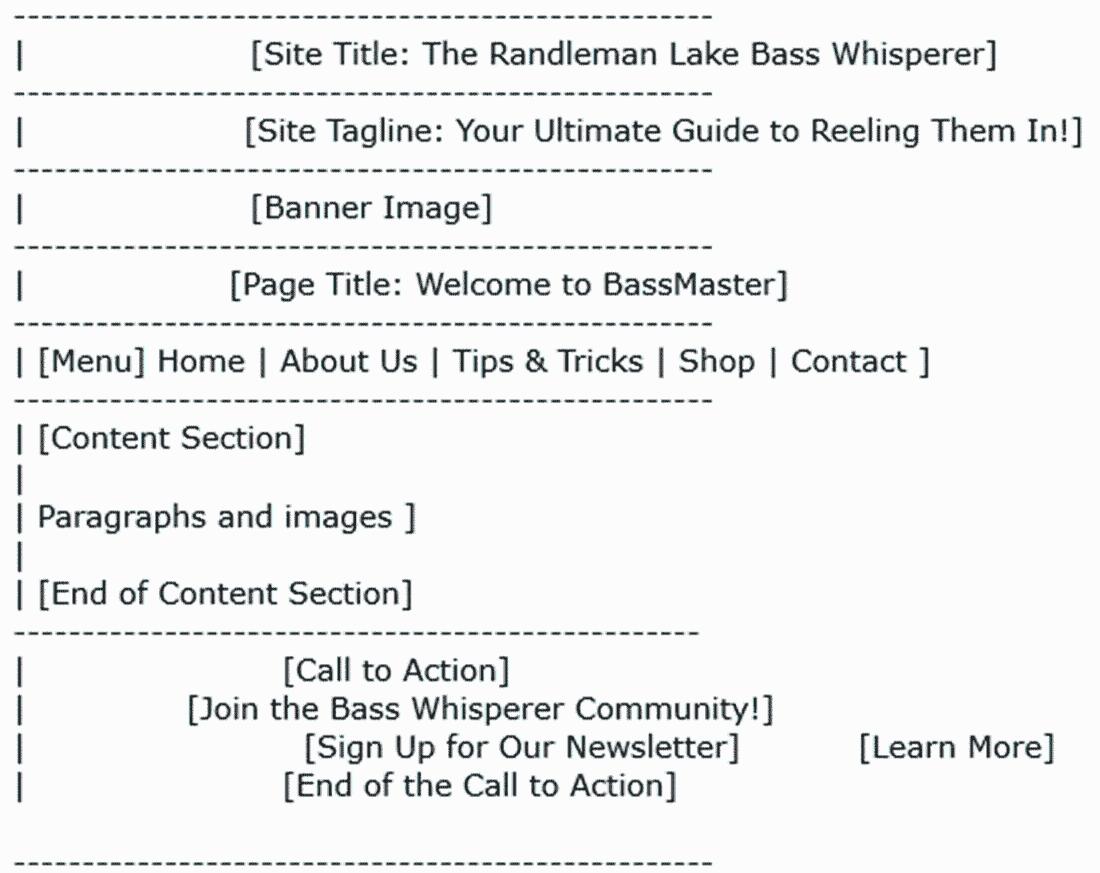 ---------------------------------------------------
| [Site Title: The Randleman Lake Bass Whisperer]
---------------------------------------------------
| [Site Tagline: Your Ultimate Guide to Reeling Them In!]
---------------------------------------------------
| [Banner Image]
---------------------------------------------------
| [Page Title: Welcome to BassMaster]
---------------------------------------------------
| [Menu] Home | About Us | Tips & Tricks | Shop | Contact ]
---------------------------------------------------
| [Content Section]
|
| Paragraphs and images ]
|
| [End of Content Section]
--------------------------------------------------
| [Call to Action]
| [Join the Bass Whisperer Community!]
| [Sign Up for Our Newsletter] [Learn More]
| [End of the Call to Action]
---------------------------------------------------